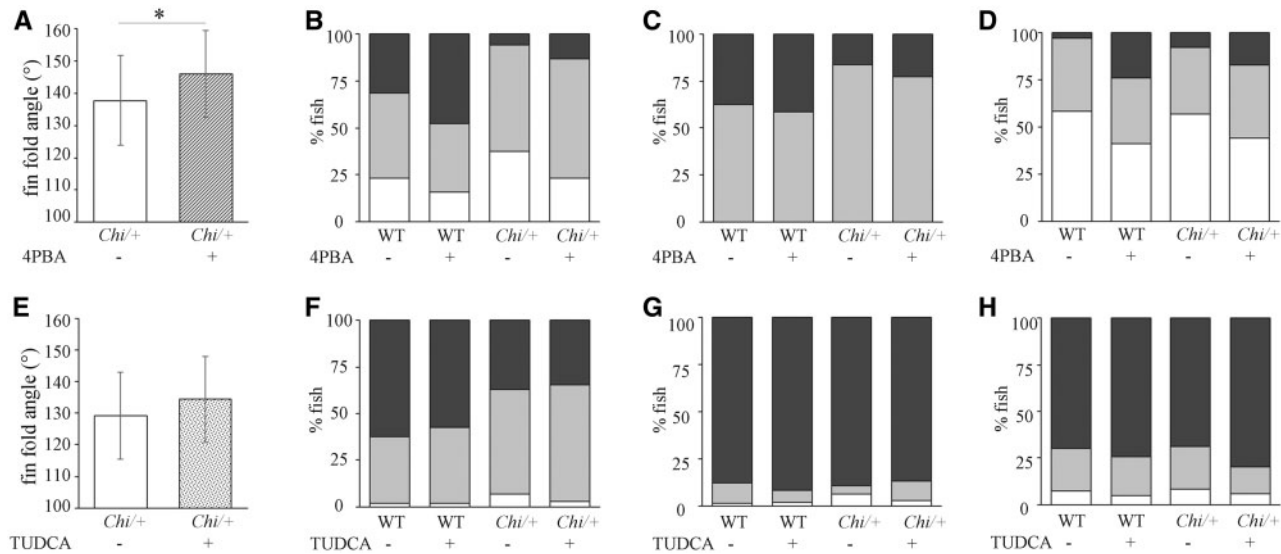 A
fin fold angle (°)
160
150
140
130
120
110
100
*
Chi/+ Chi/+
4PBA - +
B
% fish
100
75
50
25
0
WT WT Chi/+ Chi/+
4PBA - + - +
C
% fish
100
75
50
25
0
WT WT Chi/+ Chi/+
4PBA - + - +
D
% fish
100
75
50
25
0
WT WT Chi/+ Chi/+
4PBA - + - +
E
fin fold angle (°)
160
150
140
130
120
110
100
Chi/+ Chi/+
TUDCA - +
F
% fish
100
75
50
25
0
WT WT Chi/+ Chi/+
TUDCA - + - +
G
% fish
100
75
50
25
0
WT WT Chi/+ Chi/+
TUDCA - + - +
H
% fish
100
75
50
25
0
WT WT Chi/+ Chi/+
TUDCA - + - +